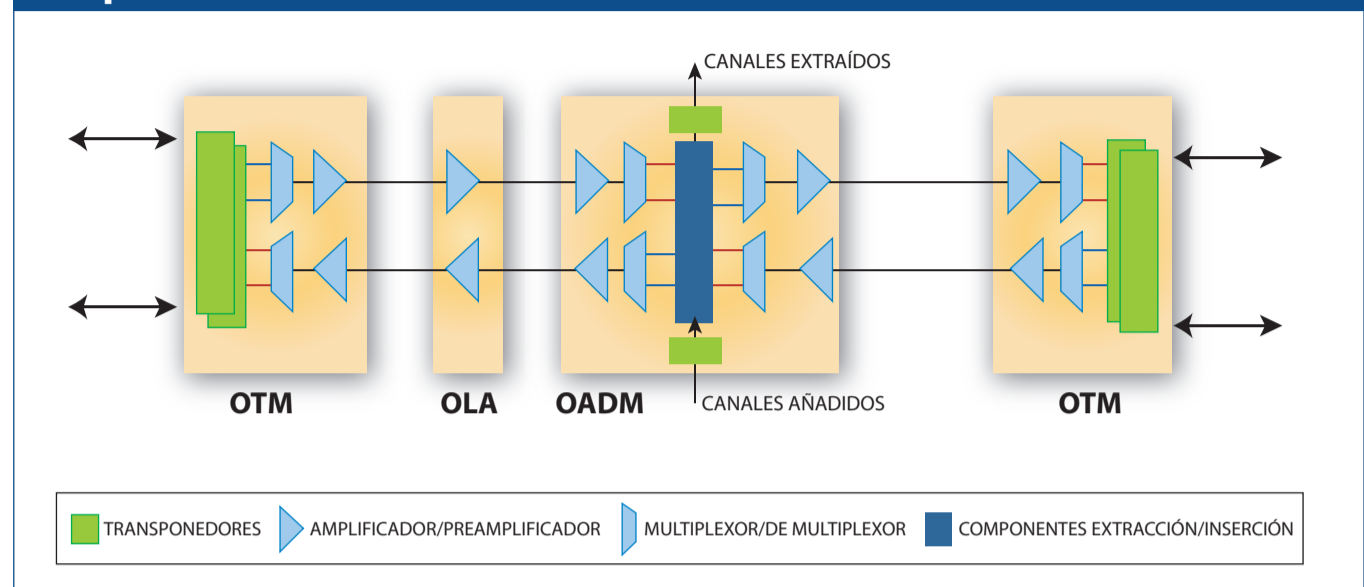 CANALES EXTRAÍDOS
OTM
OLA
OADM
CANALES AÑADIDOS
OTM
TRANSPONEDORES
AMPLIFICADOR/PREAMPLIFICADOR
MULTIPLEXOR/DE MULTIPLEXOR
COMPONENTES EXTRACCIÓN/INSERCIÓN